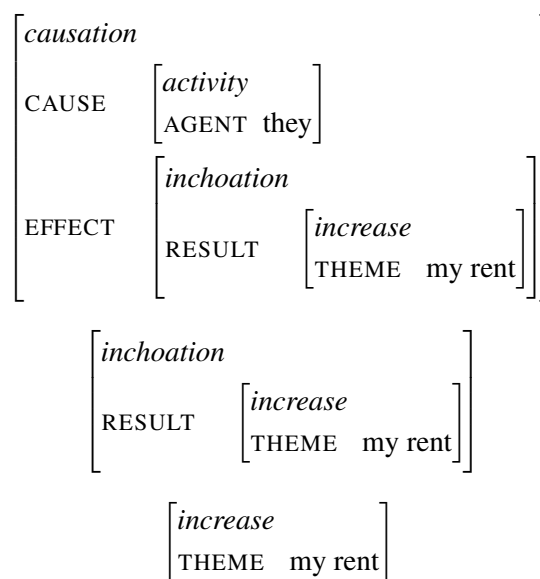 causation
CAUSE activity
AGENT they
EFFECT inchoation
RESULT increase
THEME my rent
inchoation
RESULT increase
THEME my rent
increase
THEME my rent